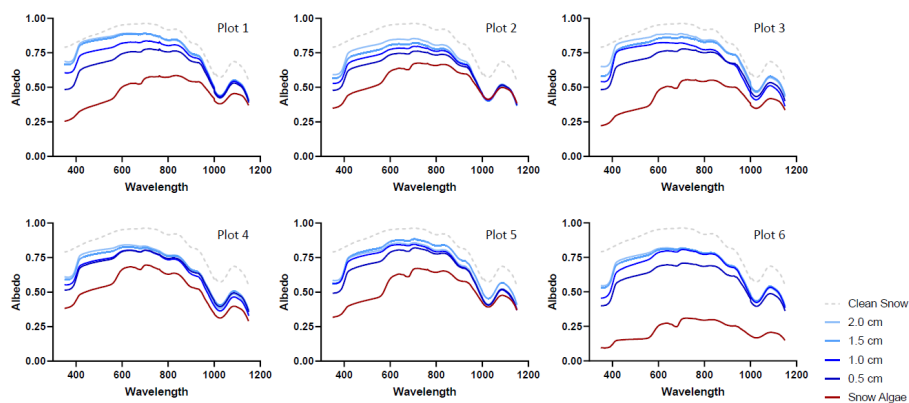 Plot 1
Albedo
1.00
0.75
0.50
0.25
0.00
400 600 800 1000 1200
Wavelength
Plot 2
Albedo
1.00
0.75
0.50
0.25
0.00
400 600 800 1000 1200
Wavelength
Plot 3
Albedo
1.00
0.75
0.50
0.25
0.00
400 600 800 1000 1200
Wavelength
Plot 4
Albedo
1.00
0.75
0.50
0.25
0.00
400 600 800 1000 1200
Wavelength
Plot 5
Albedo
1.00
0.75
0.50
0.25
0.00
400 600 800 1000 1200
Wavelength
Plot 6
Albedo
1.00
0.75
0.50
0.25
0.00
400 600 800 1000 1200
Wavelength
Clean Snow
2.0 cm
1.5 cm
1.0 cm
0.5 cm
Snow Algae